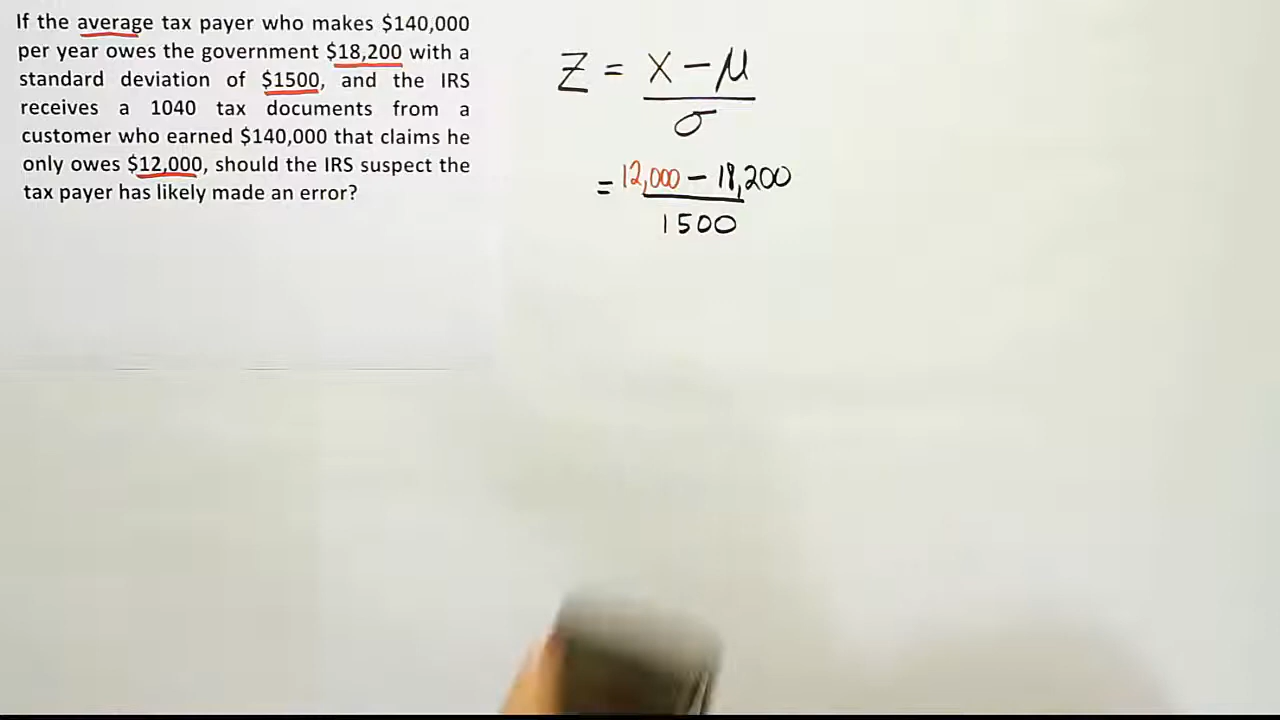 If the average tax payer who makes $140,000
per year owes the government $18,200 with a
standard deviation of $1500, and the IRS
receives a 1040 tax documents from a
customer who earned $140,000 that claims he
only owes $12,000, should the IRS suspect the
tax payer has likely made an error?
Z = X - μ
σ
= 12,000 - 18,200
1500